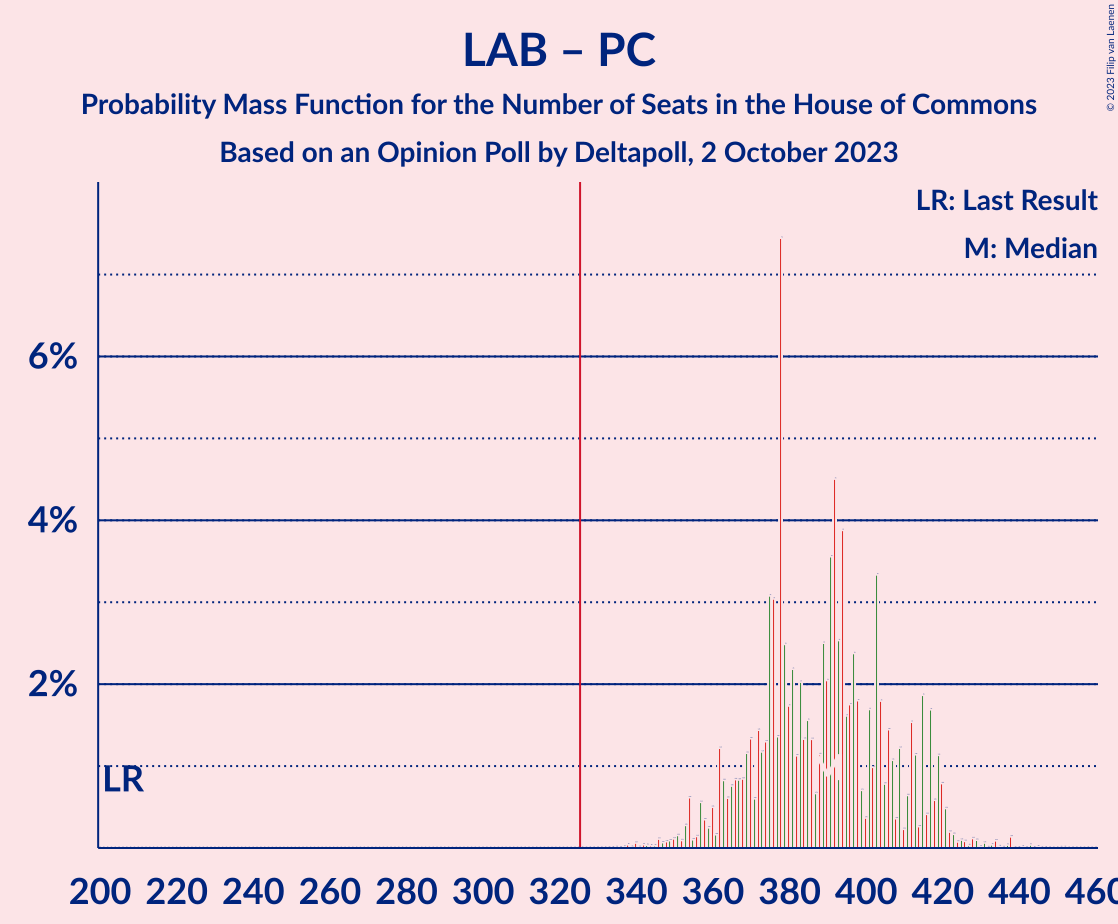 LAB – PC
Probability Mass Function for the Number of Seats in the House of Commons
Based on an Opinion Poll by Deltapoll, 2 October 2023
© 2023 Filip van Laenen
LR: Last Result
M: Median
6%
4%
2%
LR
200 220 240 260 280 300 320 340 360 380 400 420 440 460